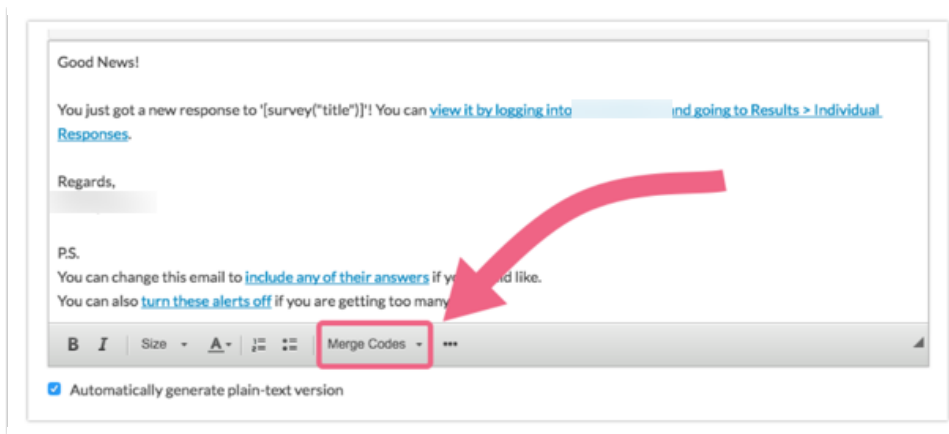 Good News!
You just got a new response to '[survey("title")]'! You can view it by logging into and going to Results > Individual
Responses.
Regards,
P.S.
You can change this email to include any of their answers if like.
You can also turn these alerts off if you are getting too many
B I Size A Merge Codes
Automatically generate plain-text version